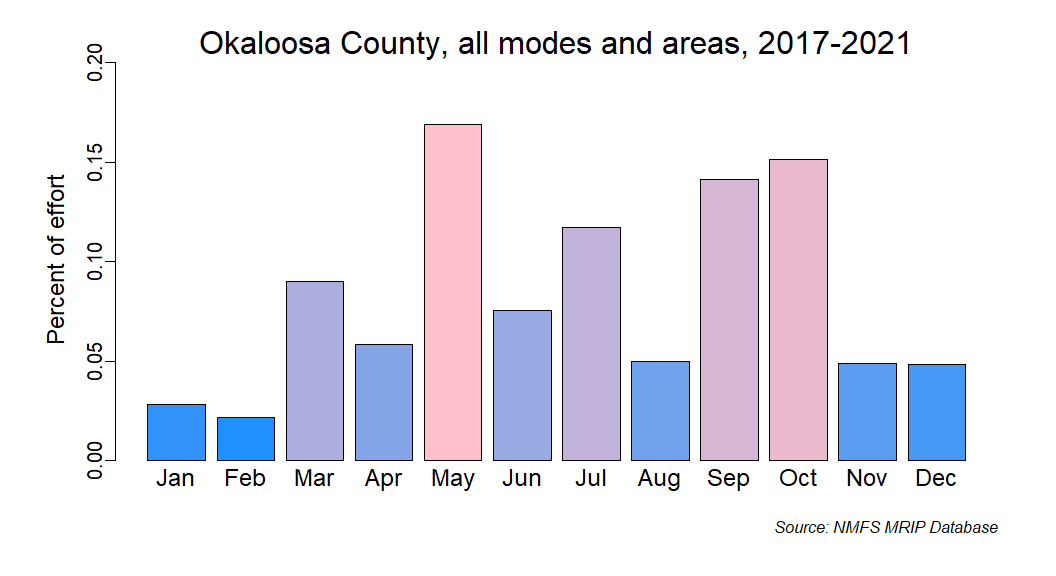 Okaloosa County, all modes and areas, 2017-2021
Percent of effort
0.20
0.15
0.10
0.05
0.00
Jan Feb Mar Apr May Jun Jul Aug Sep Oct Nov Dec
Source: NMFS MRIP Database